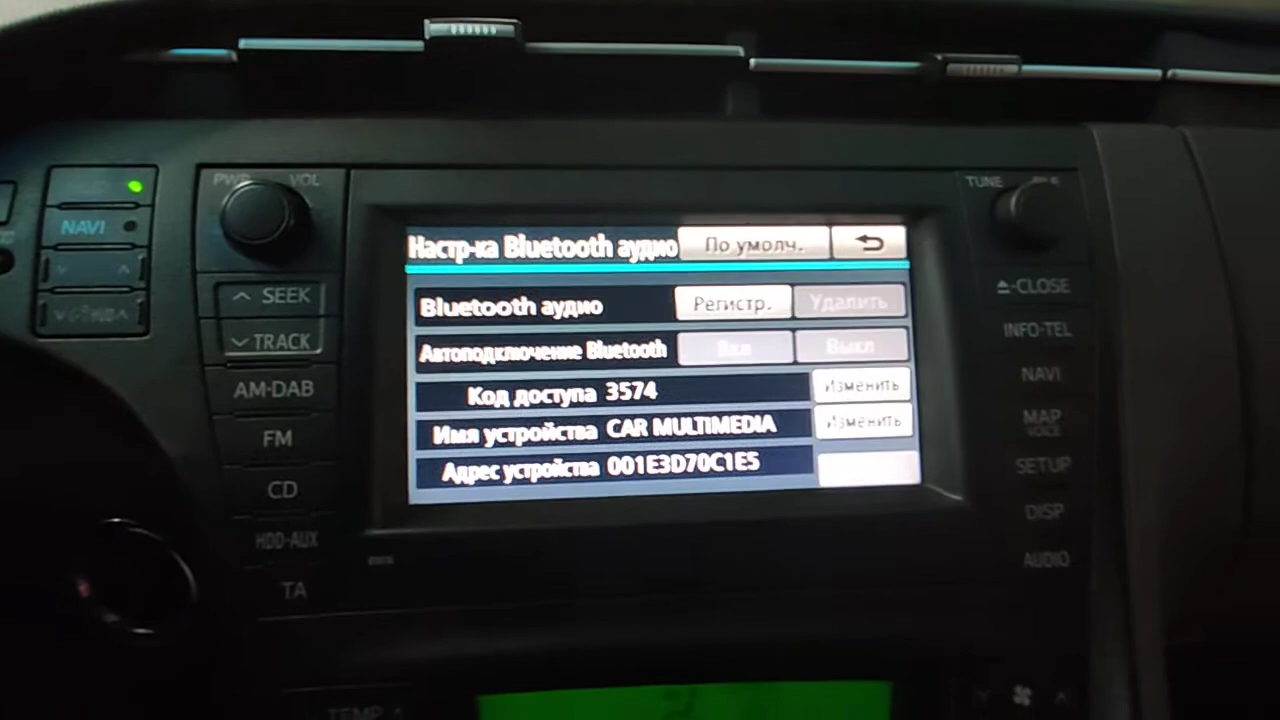 PWR VOL
TUNE
NAVI
Настр-ка Bluetooth аудио По умолч.
Bluetooth аудио Регистр. Удалить
Автоподключение Bluetooth Вкл Выкл
Код доступа 3574 Изменить
Имя устройства CAR MULTIMEDIA Изменить
Адрес устройства 001E3D70C1E5
SEEK
TRACK
AM·DAB
FM
CD
HDD·AUX
TA
CLOSE
INFO·TEL
NAVI
MAP
VOICE
SETUP
DISP
AUDIO
TEMP